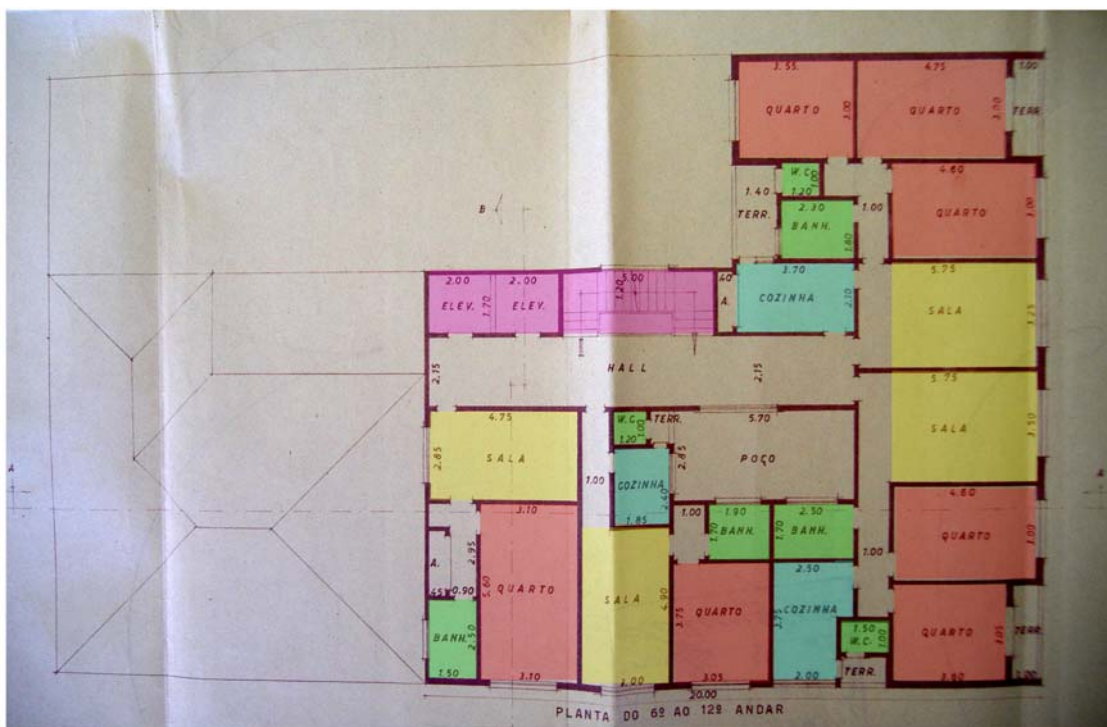 3.55.
4.75
1.00
QUARTO
3.00
QUARTO
3.00
TERR.
W.C.
1.00
1.20
1.40
TERR.
4.60
B
2.30
BANH.
1.80
1.00
QUARTO
3.00
2.00
2.00
5.00
1.20
40
3.70
5.75
ELEV.
1.70
ELEV.
A.
COZINHA
2.10
SALA
3.25
HALL
2.15
2.15
5.75
4.75
W.C.
1.00
1.20
TERR.
5.70
SALA
3.50
2.85
SALA
2.85
POÇO
A
A
1.00
COZINHA
2.40
1.85
4.60
3.10
1.00
1.90
2.50
1.70
BANH.
1.70
BANH.
QUARTO
3.00
A.
2.95
1.00
45
0.90
5.60
QUARTO
SALA
4.90
3.75
QUARTO
2.50
3.75
COZINHA
QUARTO
3.05
TERR.
BANH.
2.50
1.50
W.C.
1.00
1.50
3.10
3.00
3.05
2.00
TERR.
1.00
20.00
PLANTA DO 6º AO 12º ANDAR